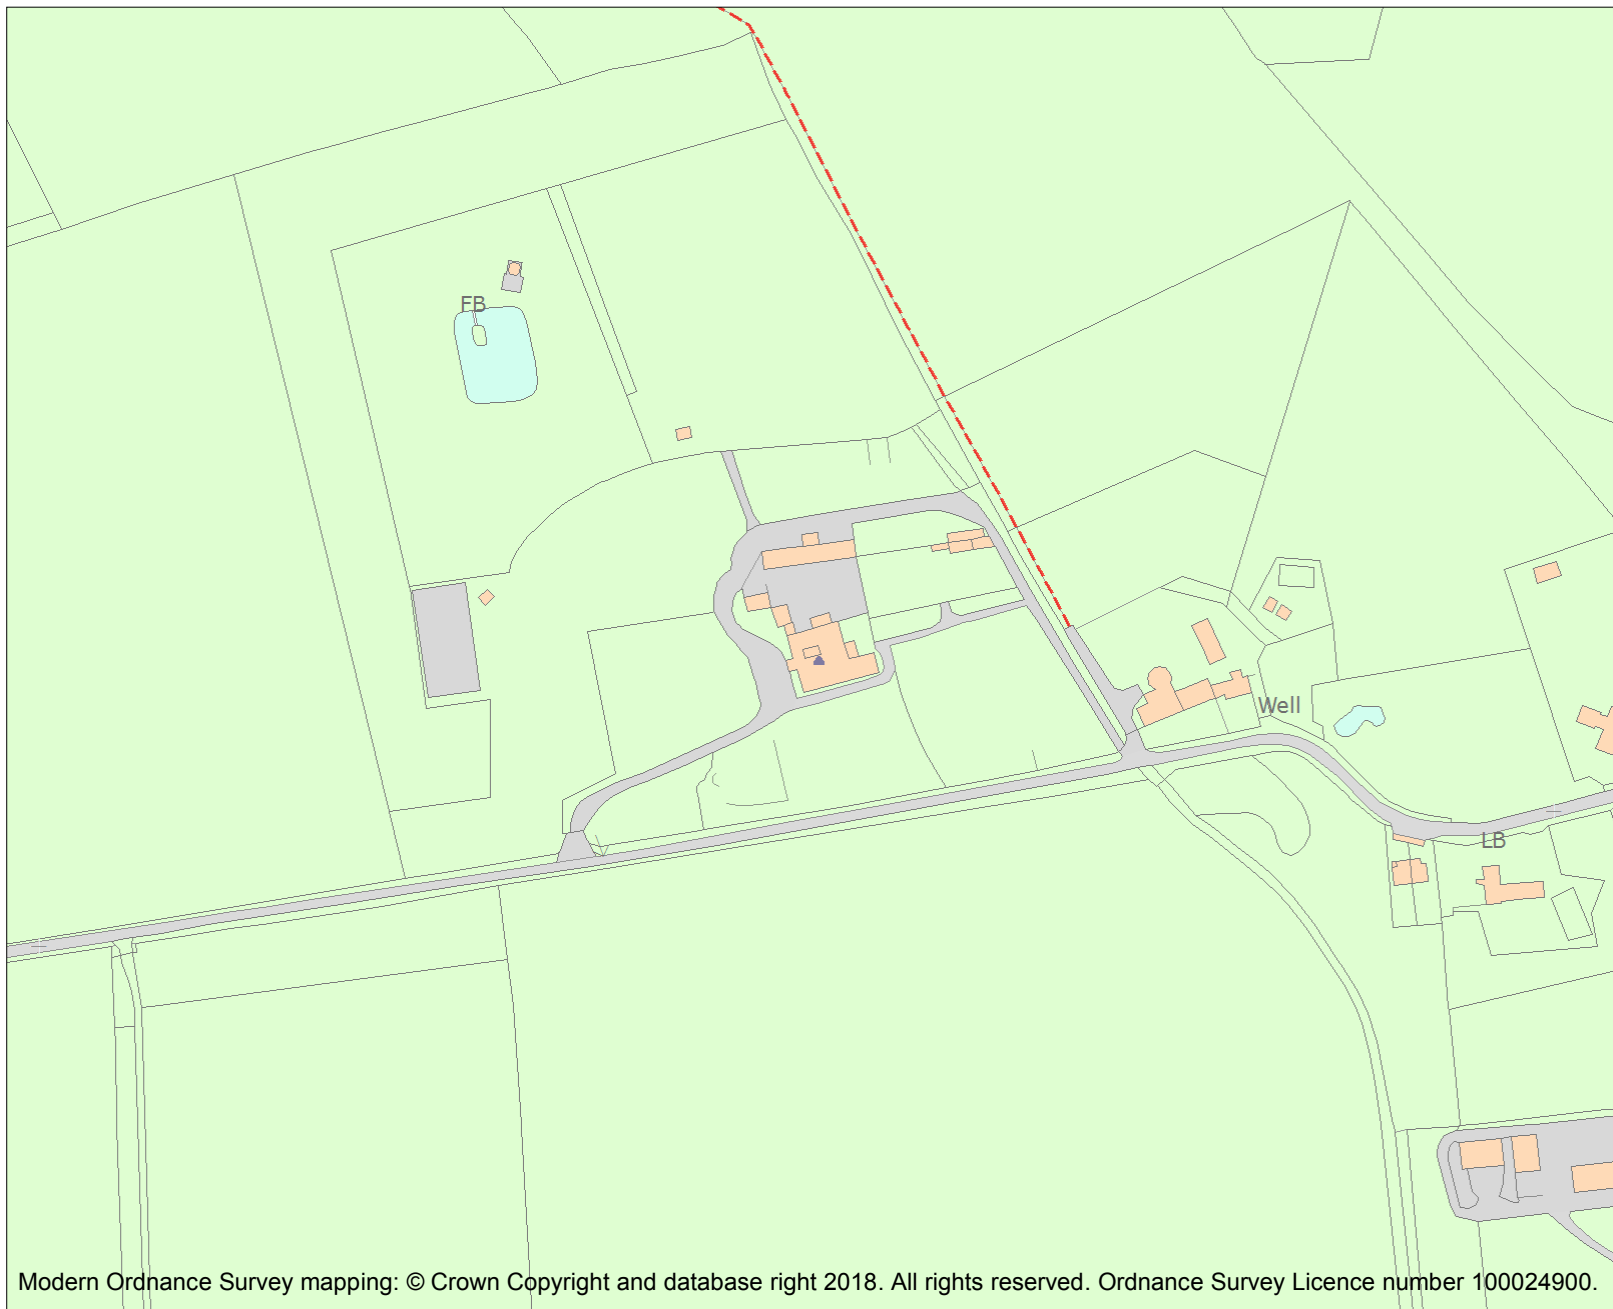 FB
Well
LB
Modern Ordnance Survey mapping: © Crown Copyright and database right 2018. All rights reserved. Ordnance Survey Licence number 100024900.